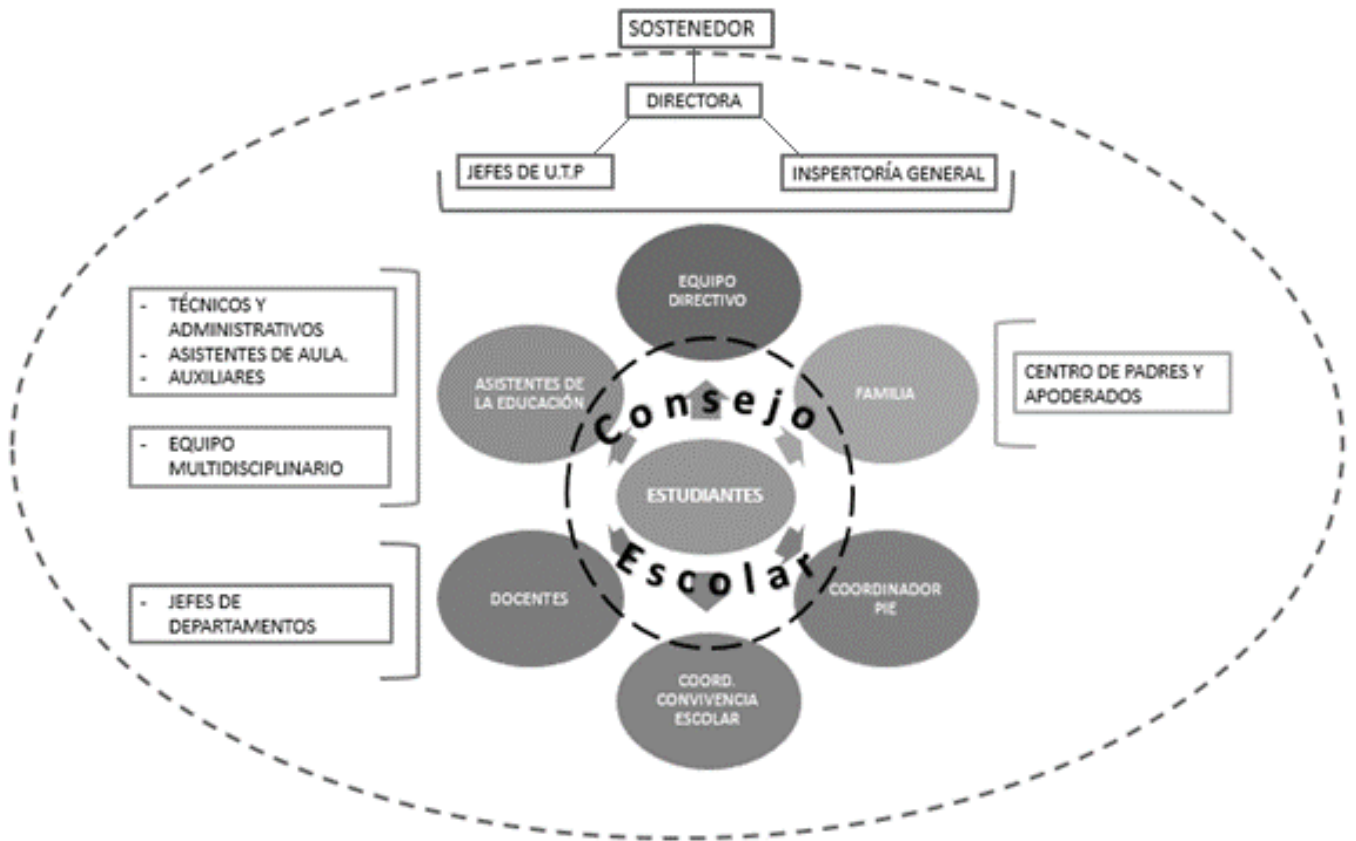 SOSTENEDOR
DIRECTORA
JEFES DE U.T.P
INSPERTORÍA GENERAL
EQUIPO
DIRECTIVO
- TÉCNICOS Y
ADMINISTRATIVOS
- ASISTENTES DE AULA.
- AUXILIARES
ASISTENTES DE
LA EDUCACIÓN
Consejo
FAMILIA
CENTRO DE PADRES Y
APODERADOS
- EQUIPO
MULTIDISCIPLINARIO
ESTUDIANTES
Escolar
- JEFES DE
DEPARTAMENTOS
DOCENTES
COORDINADOR
PIE
COORD.
CONVIVENCIA
ESCOLAR